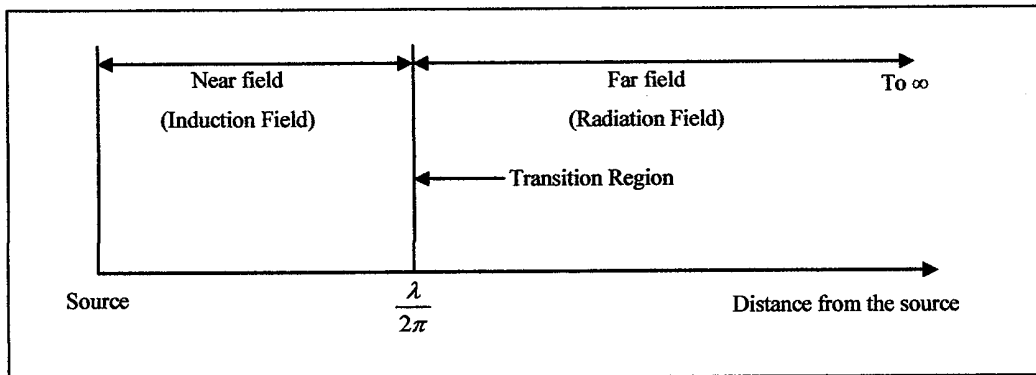 Near field
Far field
To ∞
(Induction Field)
(Radiation Field)
Transition Region
Source
λ
2π
Distance from the source